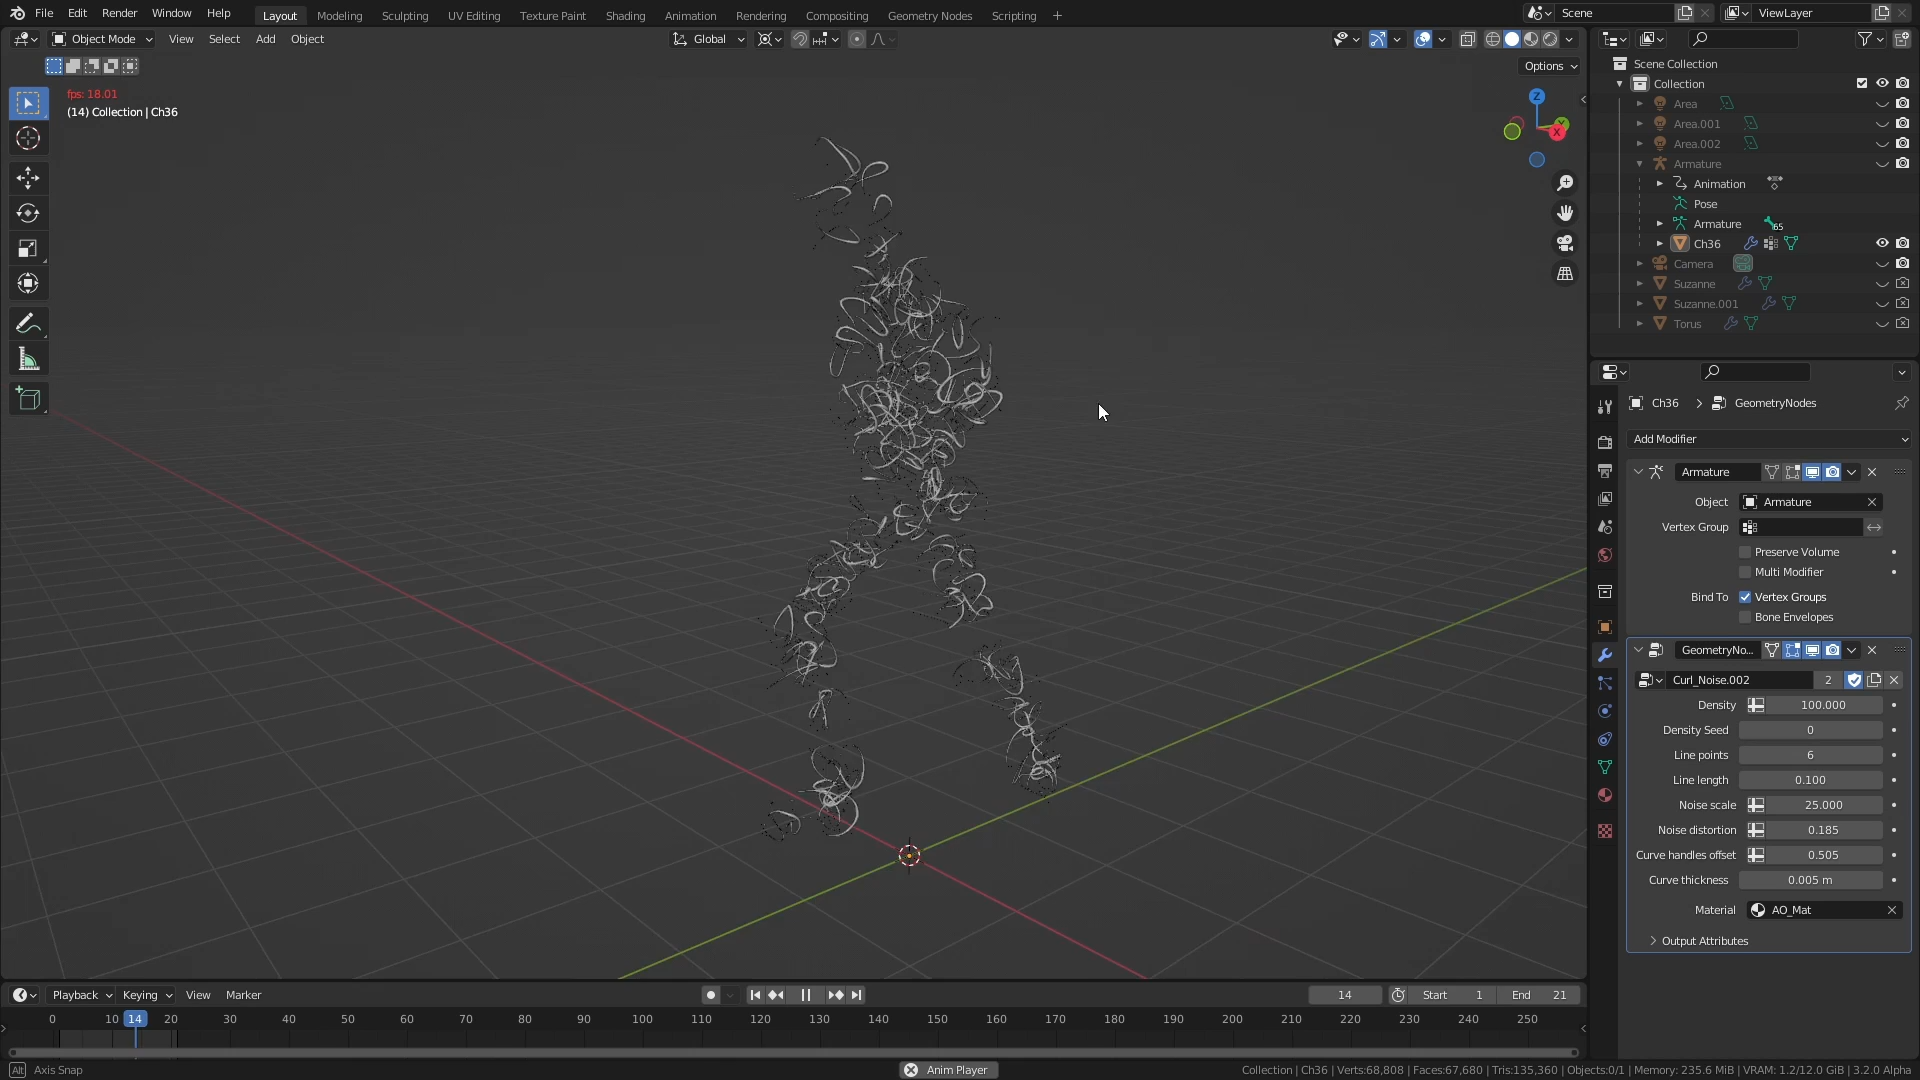 File Edit Render Window Help Layout Modeling Sculpting UV Editing Texture Paint Shading Animation Rendering Compositing Geometry Nodes Scripting + Scene ViewLayer
Object Mode View Select Add Object Global
Options
fps: 18.01
(14) Collection | Ch36
Z
Y
X
Scene Collection
Collection
Area
Area.001
Area.002
Armature
Animation
Pose
Armature 65
Ch36
Camera
Suzanne
Suzanne.001
Torus
Ch36 > GeometryNodes
Add Modifier
Armature
Object Armature
Vertex Group
Preserve Volume
Multi Modifier
Bind To Vertex Groups
Bone Envelopes
GeometryNo...
Curl_Noise.002 2
Density 100.000
Density Seed 0
Line points 6
Line length 0.100
Noise scale 25.000
Noise distortion 0.185
Curve handles offset 0.505
Curve thickness 0.005 m
Material AO_Mat
Output Attributes
Playback Keying View Marker 14 Start 1 End 21
0 10 14 20 30 40 50 60 70 80 90 100 110 120 130 140 150 160 170 180 190 200 210 220 230 240 250
Alt Axis Snap Anim Player Collection | Ch36 | Verts:68,808 | Faces:67,680 | Tris:135,360 | Objects:0/1 | Memory: 235.6 MiB | VRAM: 1.2/12.0 GiB | 3.2.0 Alpha